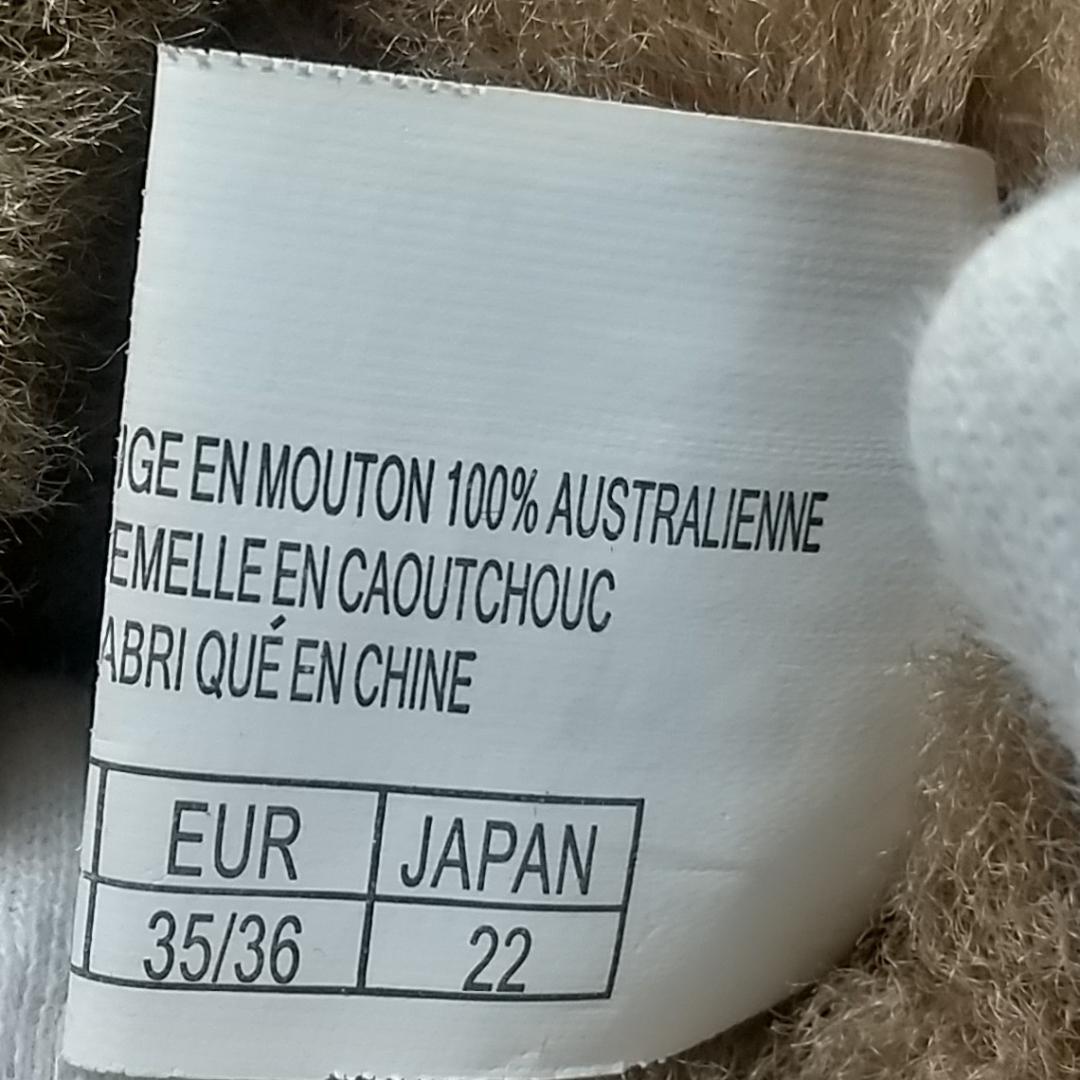 IGE EN MOUTON 100% AUSTRALIENNE
EMELLE EN CAOUTCHOUC
ABRI QUÉ EN CHINE
EUR JAPAN
35/36 22